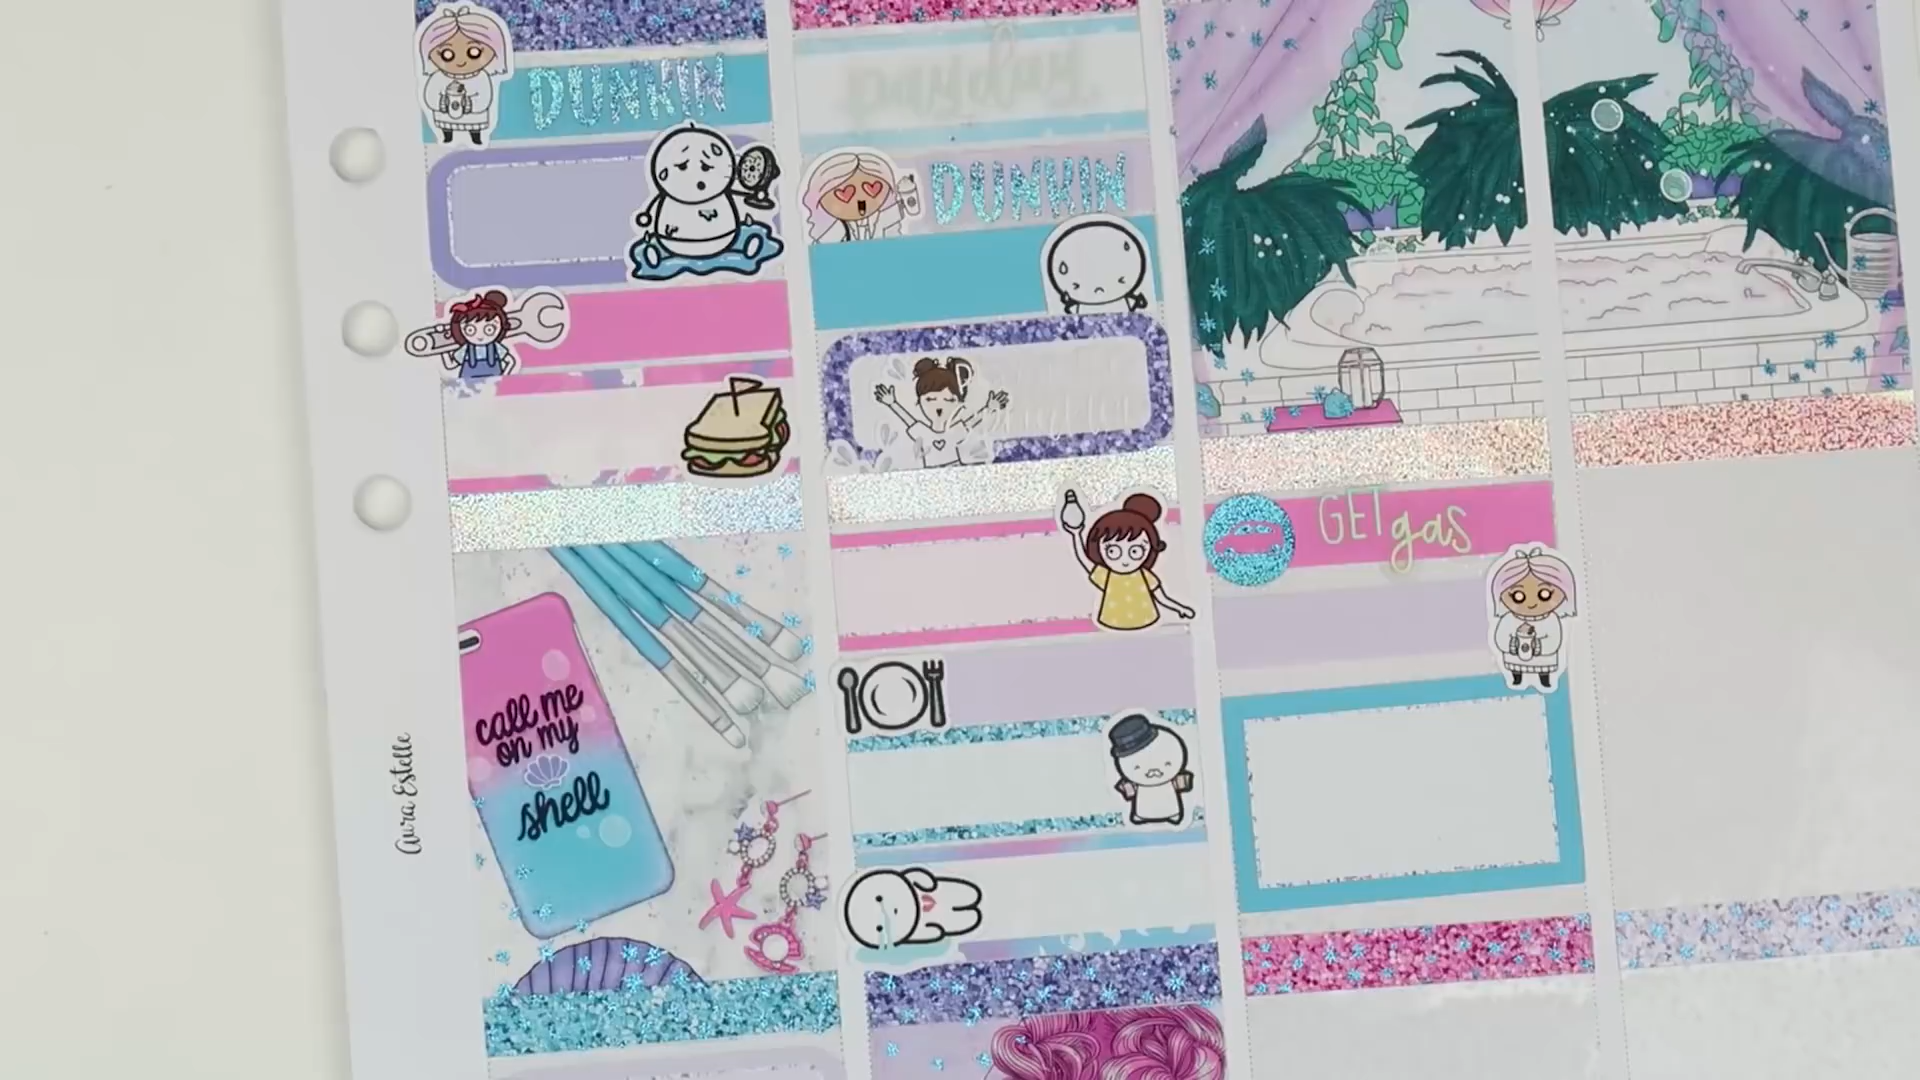 DUNKIN
payday
DUNKIN
GET gas
call me
on my
shell
Aura Estelle